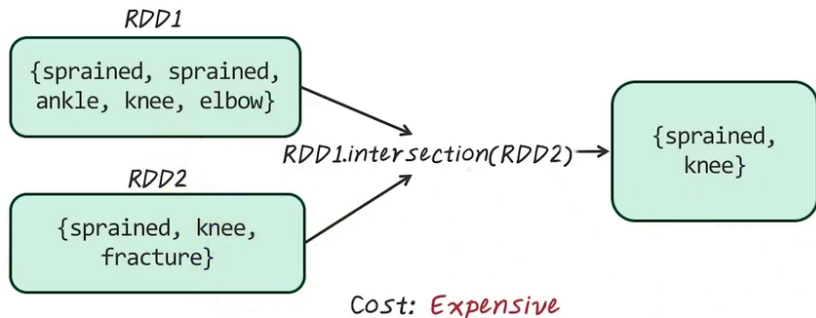 RDD1
{sprained, sprained,
ankle, knee, elbow}
RDD1.intersection(RDD2)
{sprained,
knee}
RDD2
{sprained, knee,
fracture}
Cost: Expensive